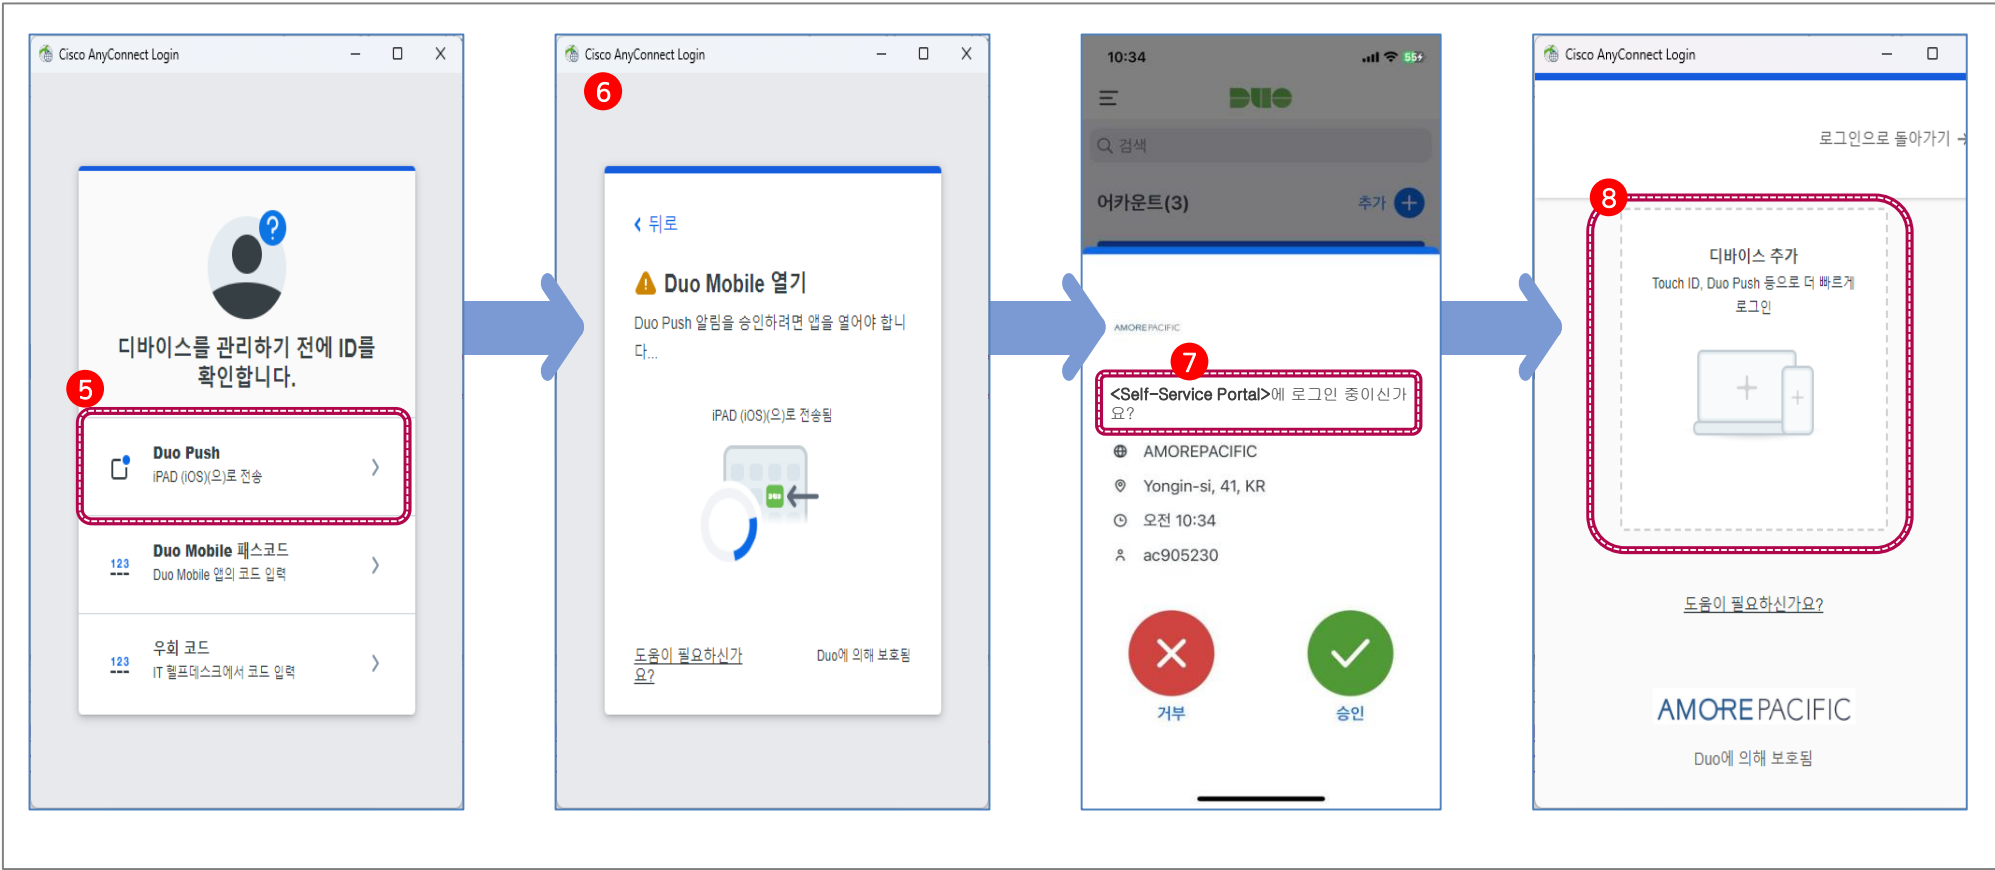 Cisco AnyConnect Login
디바이스를 관리하기 전에 ID를
확인합니다.
5
Duo Push
iPAD (iOS)(으)로 전송
123
Duo Mobile 패스코드
Duo Mobile 앱의 코드 입력
123
우회 코드
IT 헬프데스크에서 코드 입력
Cisco AnyConnect Login
6
뒤로
Duo Mobile 열기
Duo Push 알림을 승인하려면 앱을 열어야 합니
다...
iPAD (iOS)(으)로 전송됨
DUO
도움이 필요하신가
요?
Duo에 의해 보호됨
10:34
55
DUO
검색
어카운트(3)
추가
AMOREPACIFIC
7
<Self-Service Portal>에 로그인 중이신가
요?
AMOREPACIFIC
Yongin-si, 41, KR
오전 10:34
ac905230
거부
승인
Cisco AnyConnect Login
로그인으로 돌아가기
8
디바이스 추가
Touch ID, Duo Push 등으로 더 빠르게
로그인
도움이 필요하신가요?
AMOREPACIFIC
Duo에 의해 보호됨